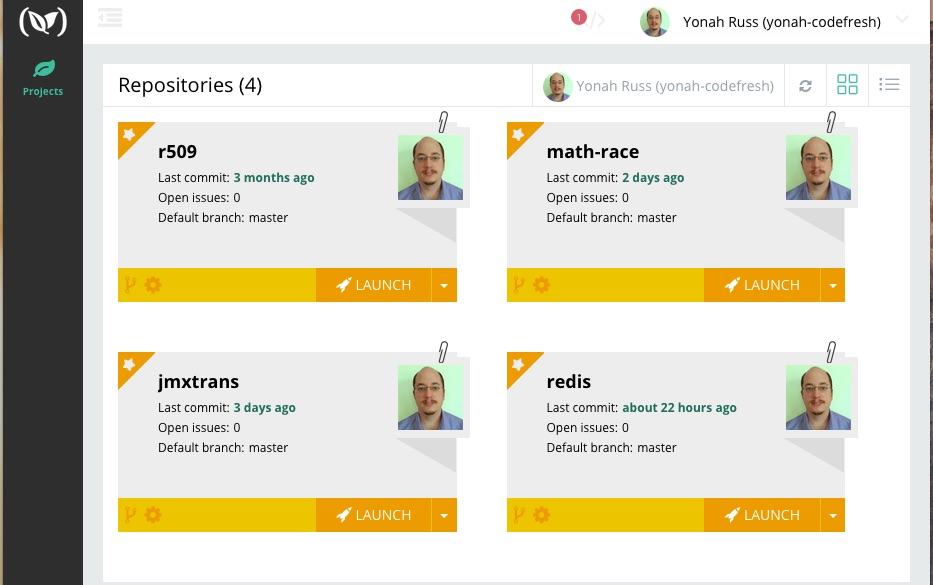 1
Yonah Russ (yonah-codefresh)
Projects
Repositories (4)
Yonah Russ (yonah-codefresh)
r509
Last commit: 3 months ago
Open issues: 0
Default branch: master
LAUNCH
math-race
Last commit: 2 days ago
Open issues: 0
Default branch: master
LAUNCH
jmxtrans
Last commit: 3 days ago
Open issues: 0
Default branch: master
LAUNCH
redis
Last commit: about 22 hours ago
Open issues: 0
Default branch: master
LAUNCH